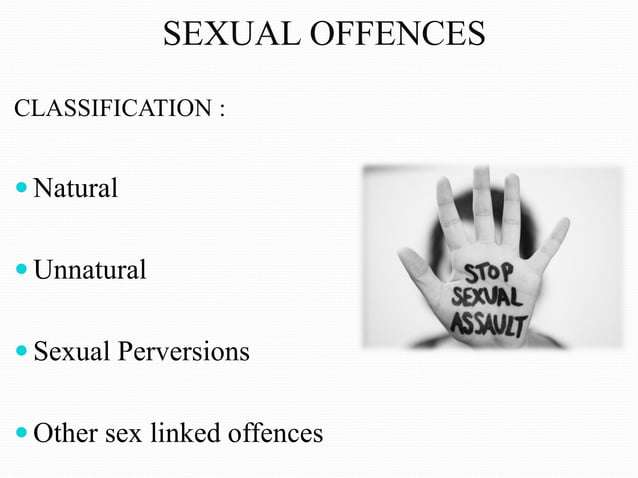 SEXUAL OFFENCES
CLASSIFICATION :
Natural
Unnatural
STOP
SEXUAL
ASSAULT
Sexual Perversions
Other sex linked offences